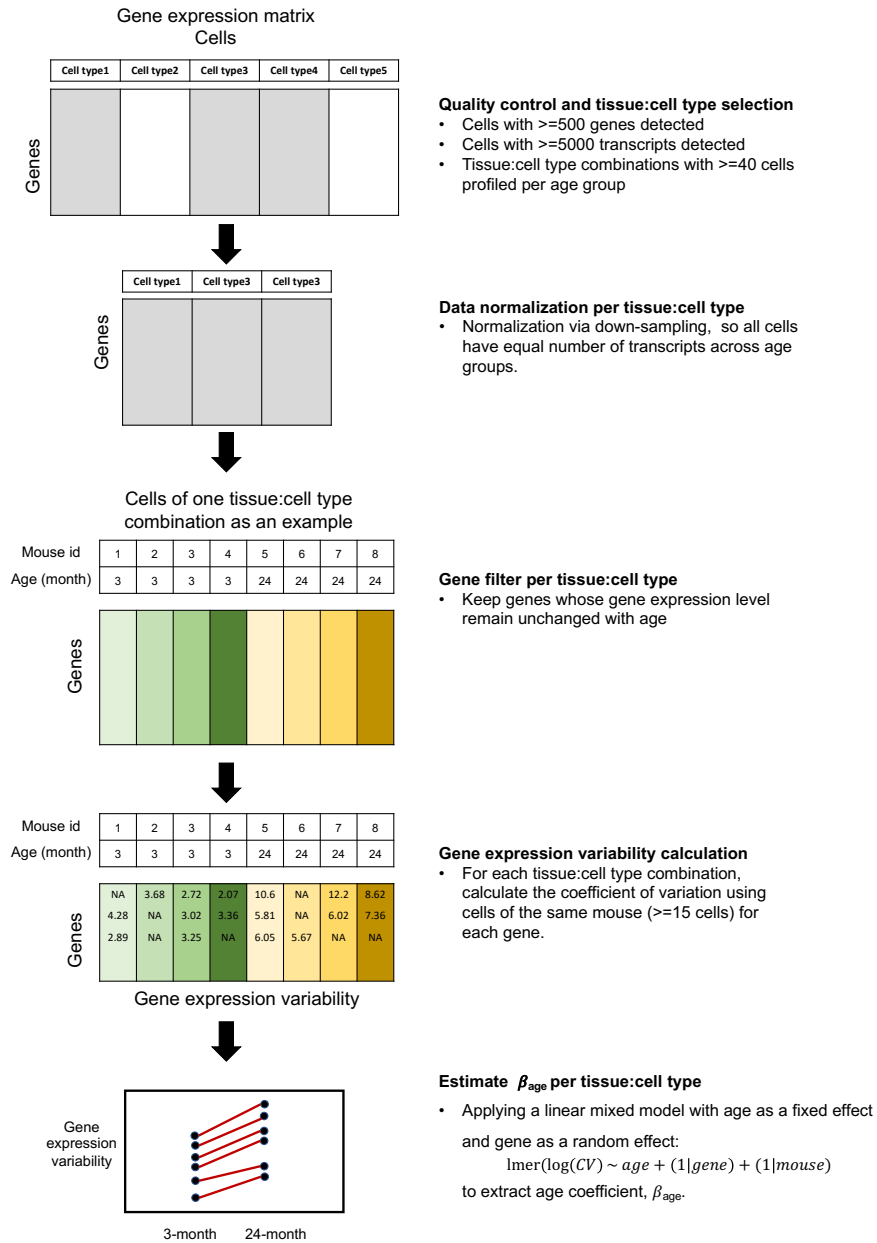 Gene expression matrix
Cells
Cell type1 Cell type2 Cell type3 Cell type4 Cell type5
Genes
Quality control and tissue:cell type selection
• Cells with >=500 genes detected
• Cells with >=5000 transcripts detected
• Tissue:cell type combinations with >=40 cells
profiled per age group
Cell type1 Cell type3 Cell type3
Genes
Data normalization per tissue:cell type
• Normalization via down-sampling, so all cells
have equal number of transcripts across age
groups.
Cells of one tissue:cell type
combination as an example
Mouse id 1 2 3 4 5 6 7 8
Age (month) 3 3 3 3 24 24 24 24
Genes
Gene filter per tissue:cell type
• Keep genes whose gene expression level
remain unchanged with age
Mouse id 1 2 3 4 5 6 7 8
Age (month) 3 3 3 3 24 24 24 24
NA 3.68 2.72 2.07 10.6 NA 12.2 8.62
4.28 NA 3.02 3.36 5.81 NA 6.02 7.36
2.89 NA 3.25 NA 6.05 5.67 NA NA
Genes
Gene expression variability
Gene expression variability calculation
• For each tissue:cell type combination,
calculate the coefficient of variation using
cells of the same mouse (>=15 cells) for
each gene.
Gene
expression
variability
3-month 24-month
Estimate βage per tissue:cell type
• Applying a linear mixed model with age as a fixed effect
and gene as a random effect:
lmer(log(CV) ~ age + (1|gene) + (1|mouse)
to extract age coefficient, βage.